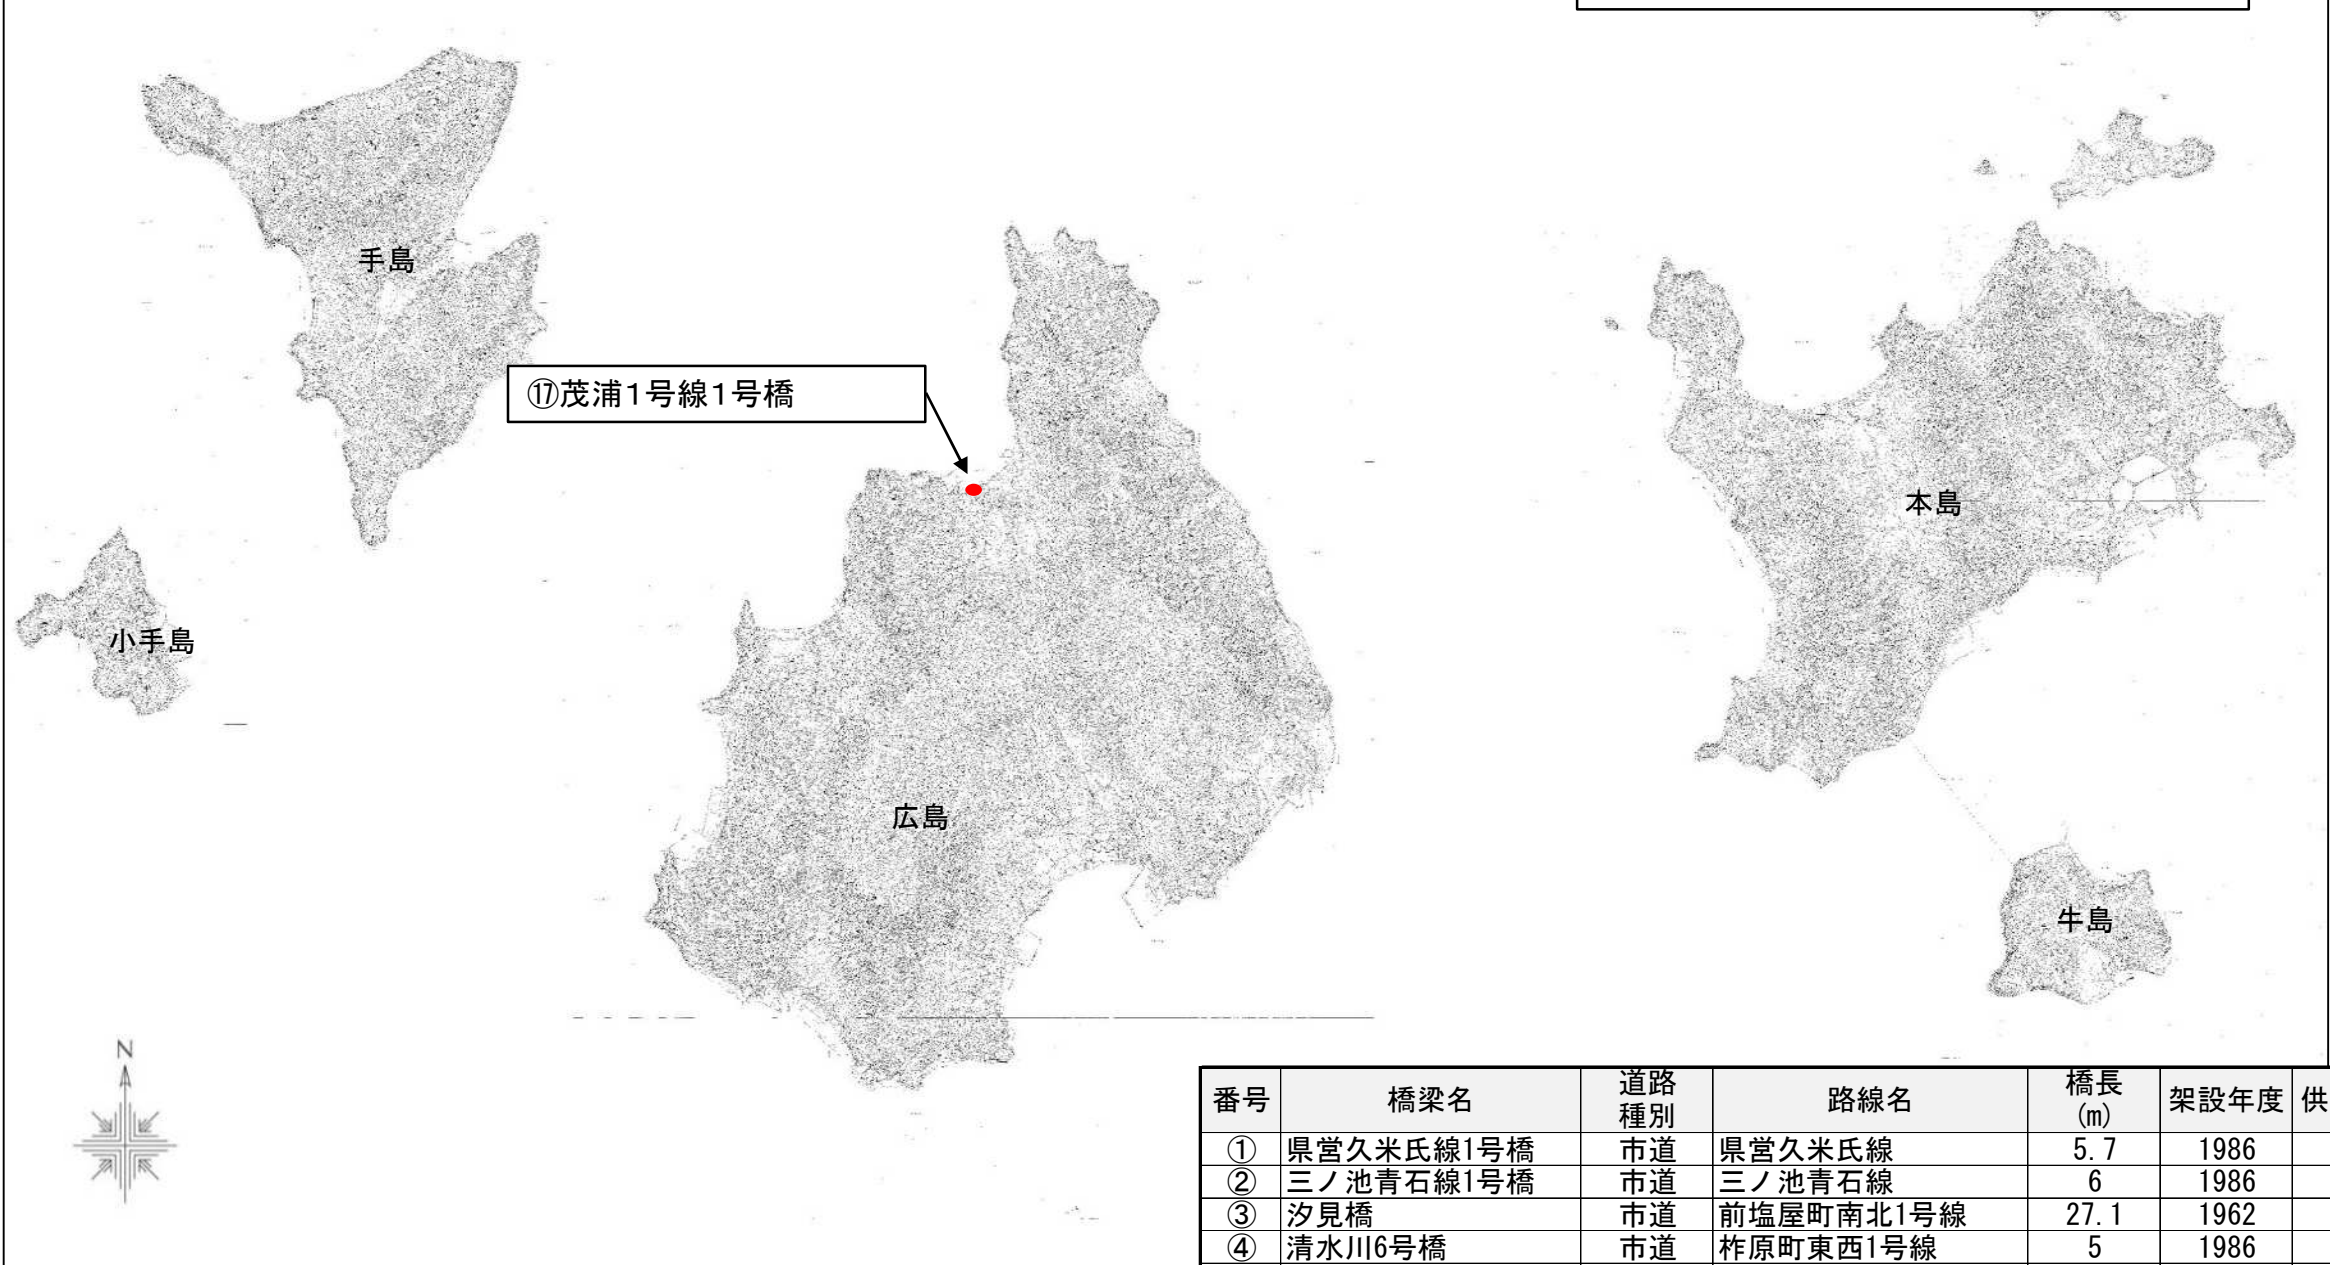 手島
⑰茂浦1号線1号橋
本島
小手島
広島
牛島
N
番号 橋梁名 道路種別 路線名 橋長(m) 架設年度 供
① 県営久米氏線1号橋 市道 県営久米氏線 5.7 1986
② 三ノ池青石線1号橋 市道 三ノ池青石線 6 1986
③ 汐見橋 市道 前塩屋町南北1号線 27.1 1962
④ 清水川6号橋 市道 柞原町東西1号線 5 1986